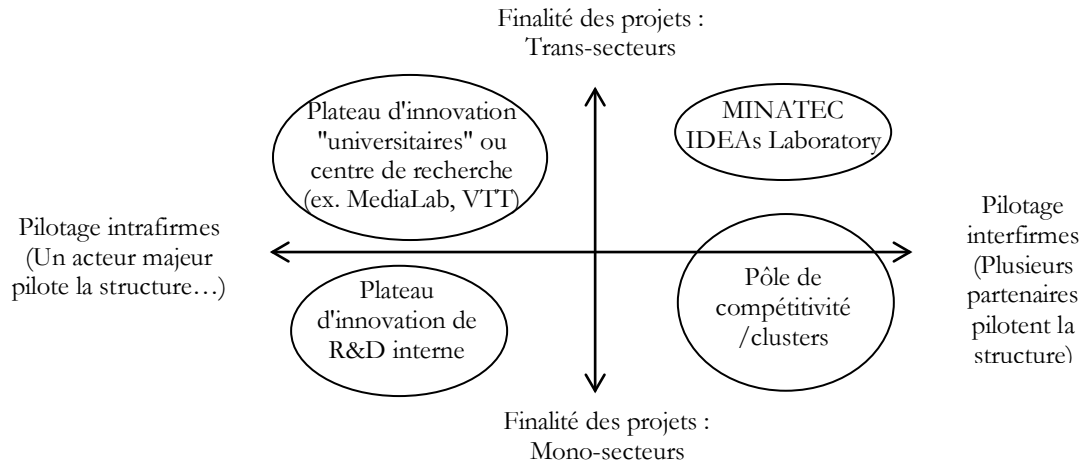 Finalité des projets :
Trans-secteurs
Plateau d'innovation
"universitaires" ou
centre de recherche
(ex. MediaLab, VTT)
MINATEC
IDEAs Laboratory
Pilotage intrafirmes
(Un acteur majeur
pilote la structure…)
Pilotage
interfirmes
(Plusieurs
partenaires
pilotent la
structure)
Plateau
d'innovation de
R&D interne
Pôle de
compétitivité
/clusters
Finalité des projets :
Mono-secteurs